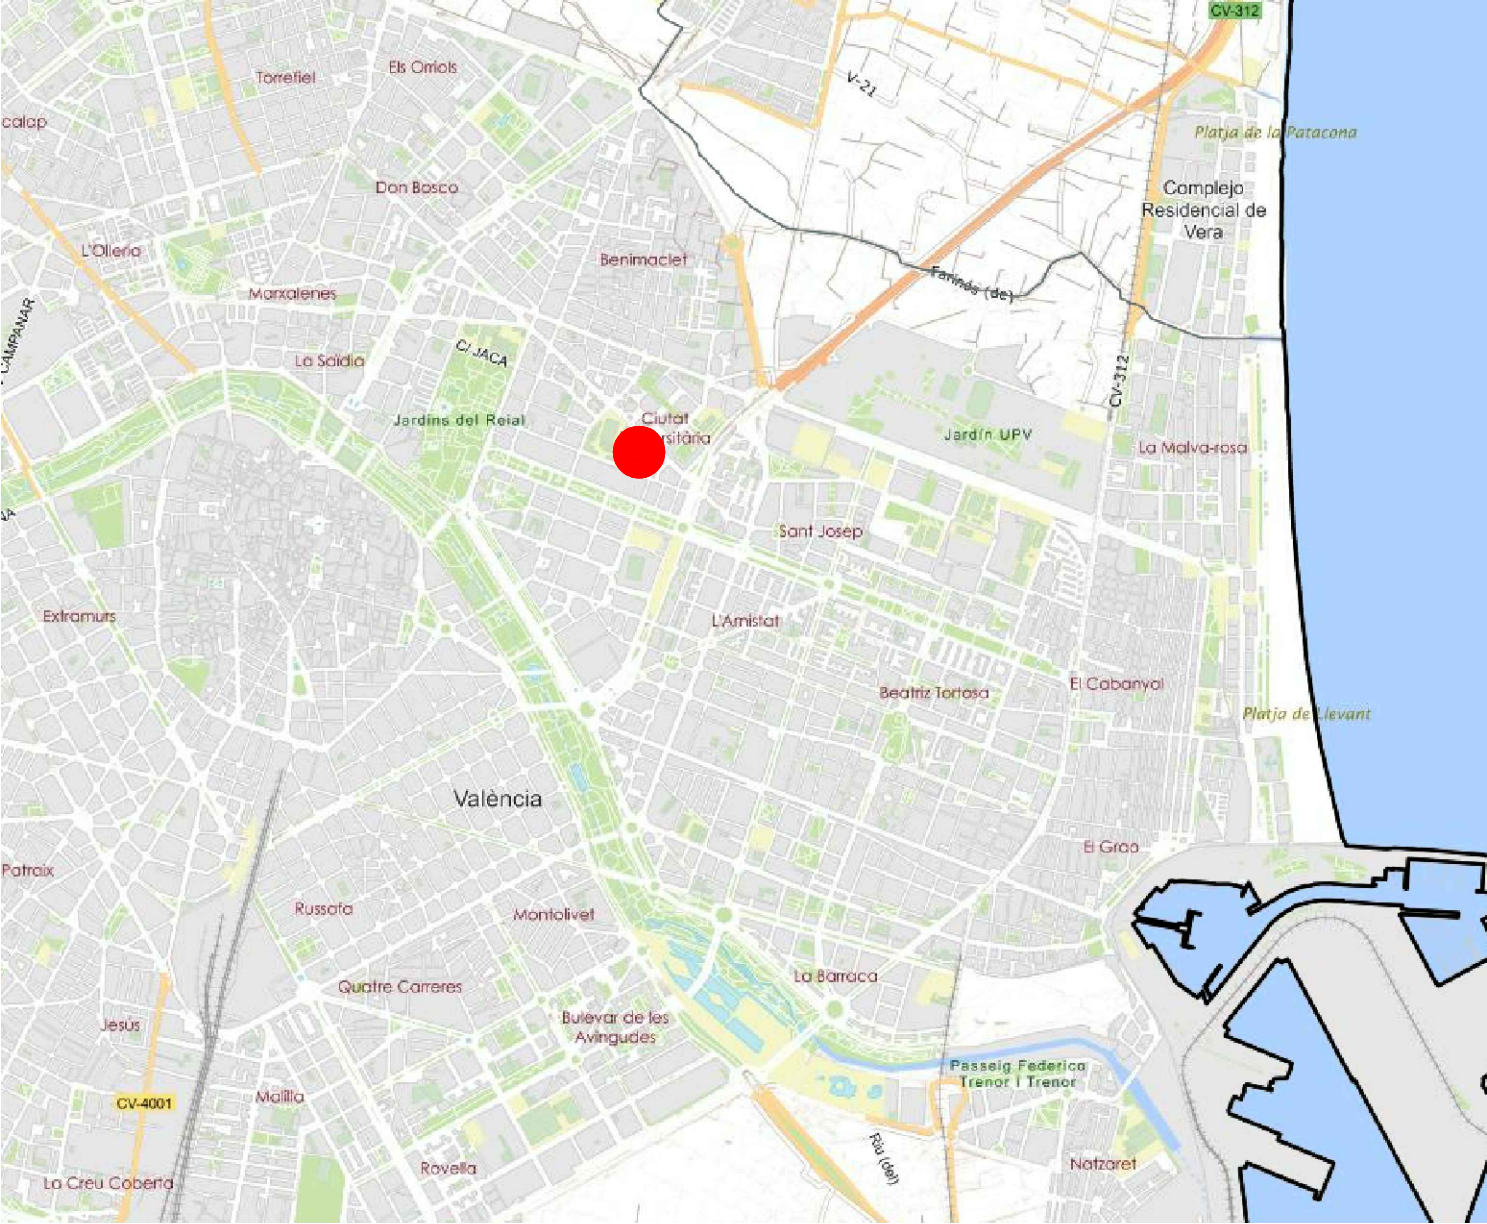 CV-312
Els Orriols
Torrefiel
V-21
calap
Platja de la Patacona
Don Bosco
Complejo
Residencial de
Vera
L'Olleria
Benimaclet
Farinós (de)
Marxalenes
CAMPANAR
C/ JACA
La Saïdia
CV-312
Jardins del Reial
Ciutat
rsitària
Jardín UPV
La Malva-rosa
Sant Josep
Extramurs
L'Amistat
El Cabanyal
Beatriz Tortosa
Platja de Llevant
València
El Grao
Patraix
Russafa
Montolivet
La Barraca
Quatre Carreres
Jesús
Bulevar de les
Avingudes
Passeig Federico
Trenor i Trenor
Malilla
CV-4001
Riu (del)
Rovella
Natzaret
La Creu Coberta